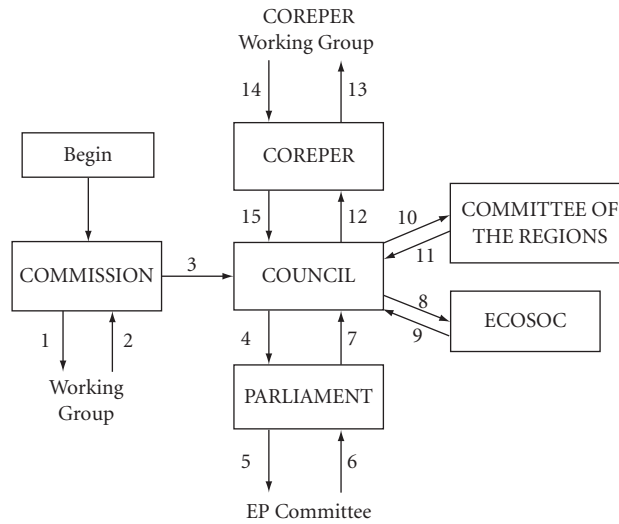 COREPER
Working Group
14
13
Begin
COREPER
15
12
10
COMMITTEE OF
THE REGIONS
11
3
COMMISSION
COUNCIL
8
ECOSOC
9
1
2
4
7
Working
Group
PARLIAMENT
5
6
EP Committee